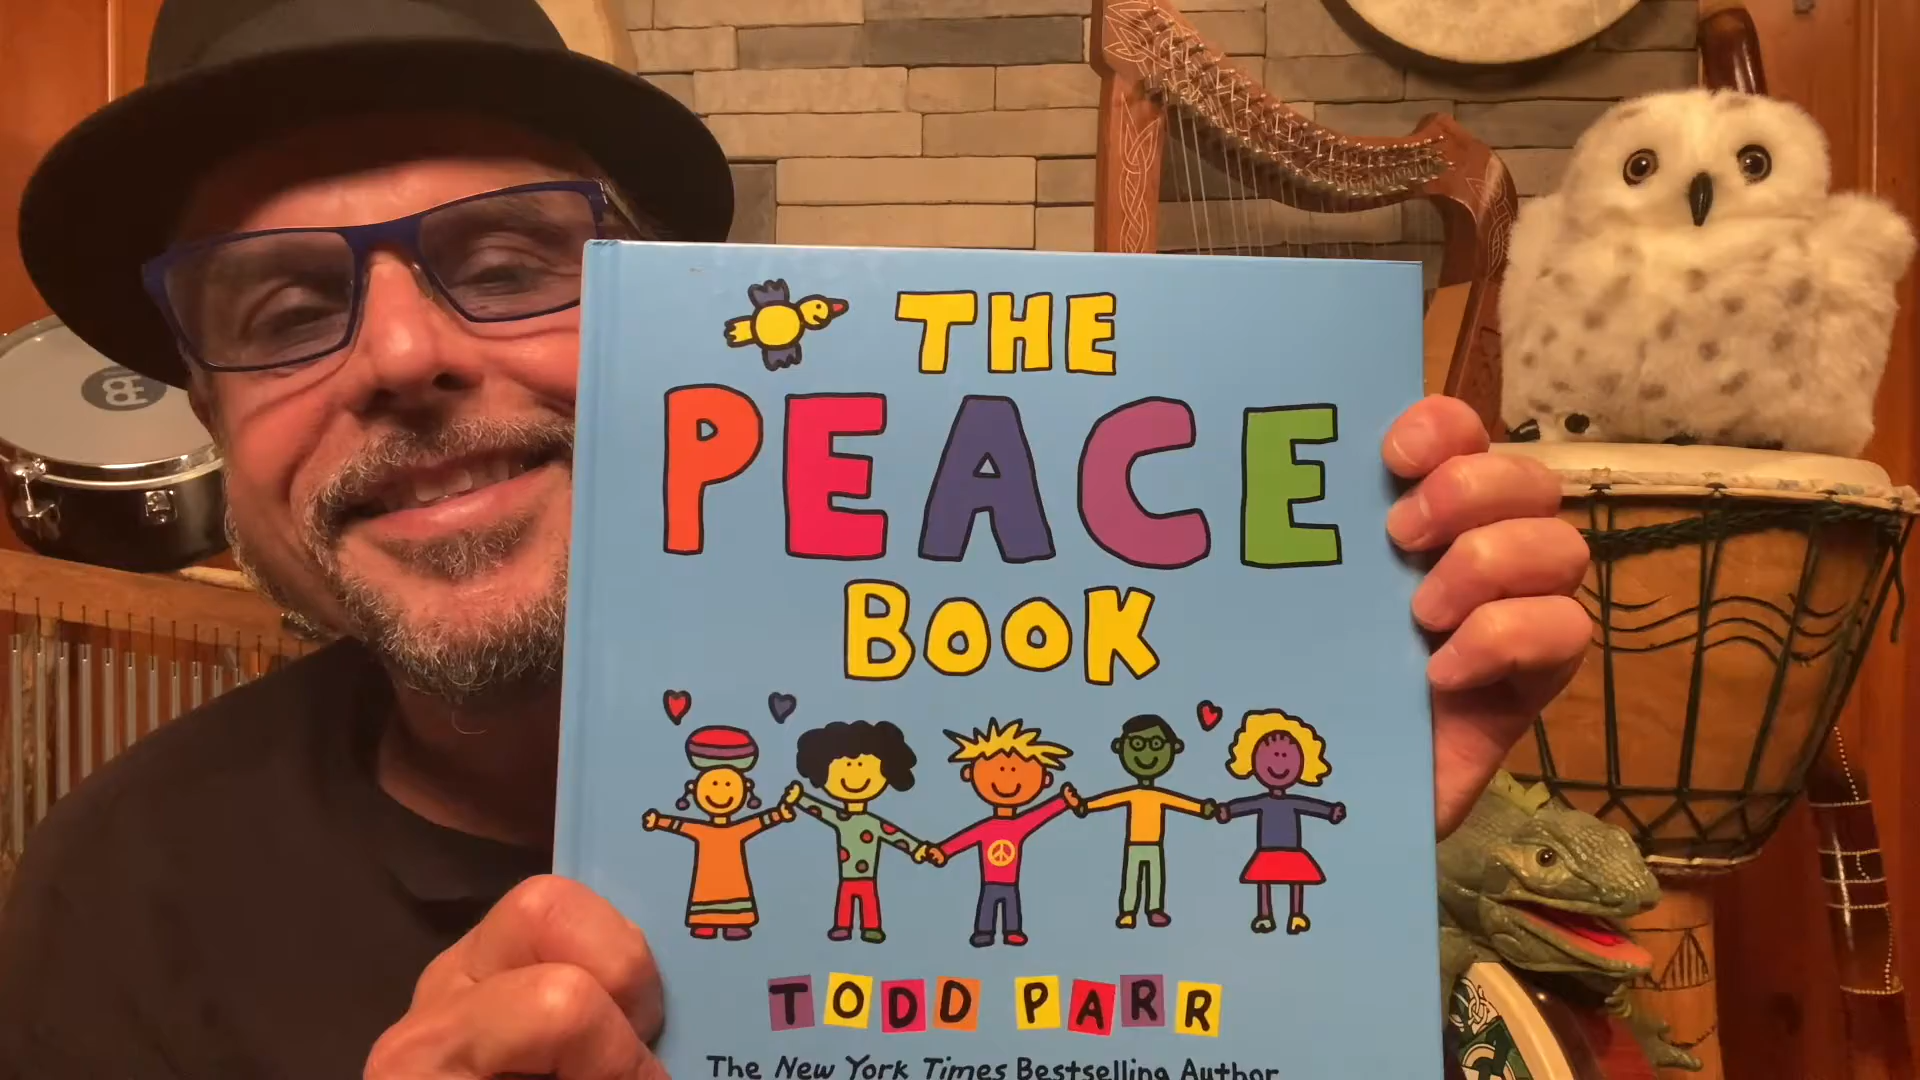 THE
PEACE
BOOK
TODD PARR
The New York Times Bestselling Author